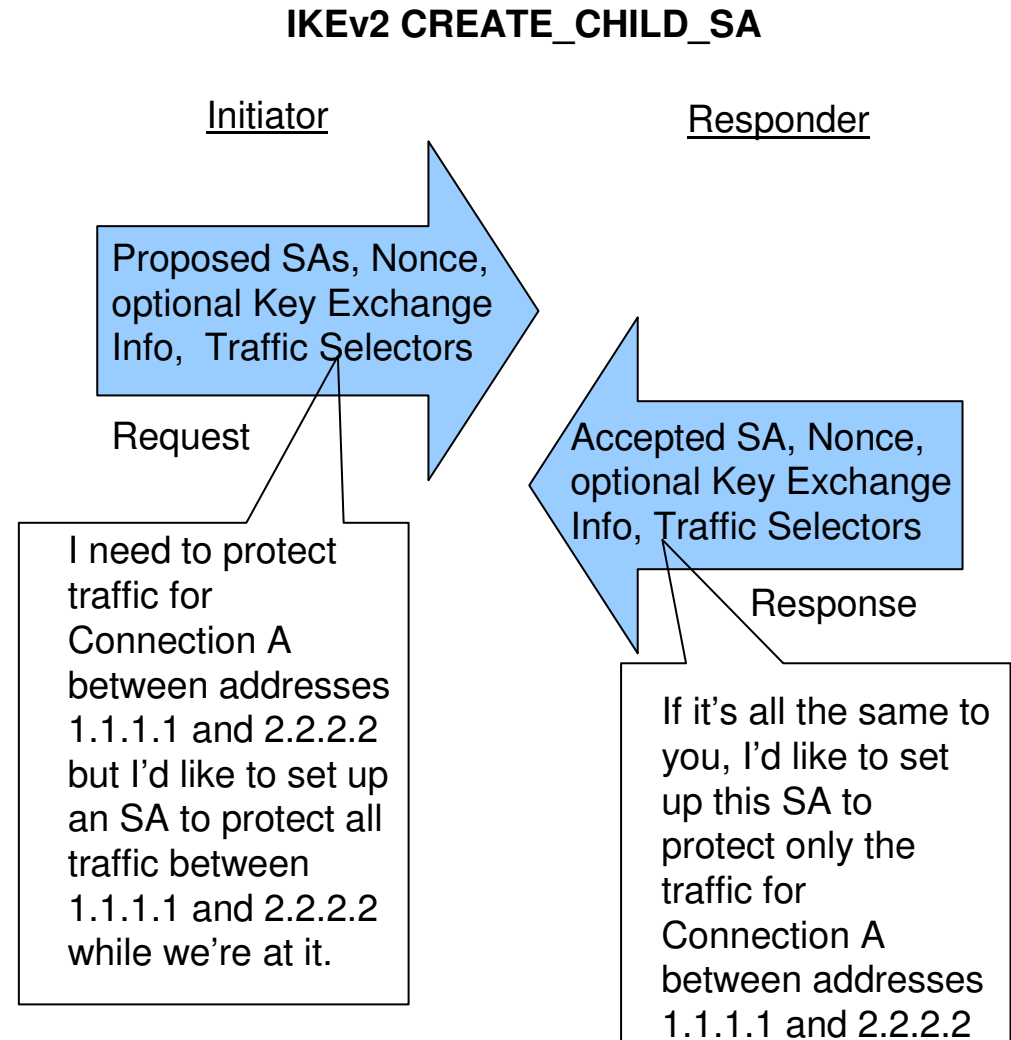 IKEv2 CREATE_CHILD_SA
Initiator
Responder
Proposed SAs, Nonce,
optional Key Exchange
Info,  Traffic Selectors
Request
Accepted SA, Nonce,
optional Key Exchange
Info, Traffic Selectors
Response
I need to protect
traffic for
Connection A
between addresses
1.1.1.1 and 2.2.2.2
but I’d like to set up
an SA to protect all
traffic between
1.1.1.1 and 2.2.2.2
while we’re at it.
If it's all the same to
you, I’d like to set
up this SA to
protect only the
traffic for
Connection A
between addresses
1.1.1.1 and 2.2.2.2